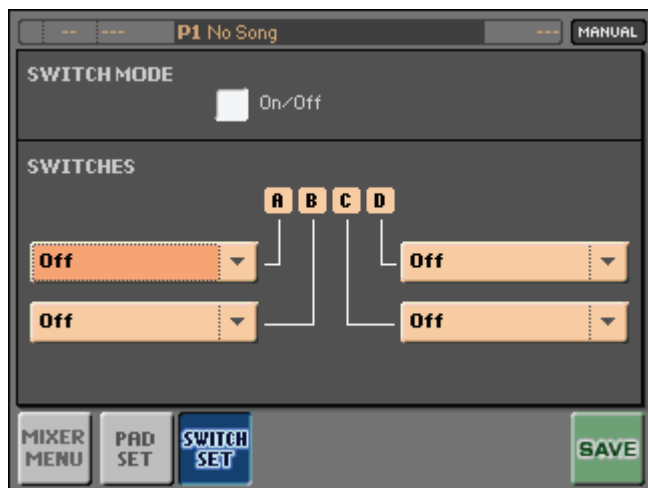 -- --- P1 No Song --- MANUAL
SWITCH MODE
On/Off
SWITCHES
A B C D
Off Off
Off Off
MIXER MENU PAD SET SWITCH SET SAVE